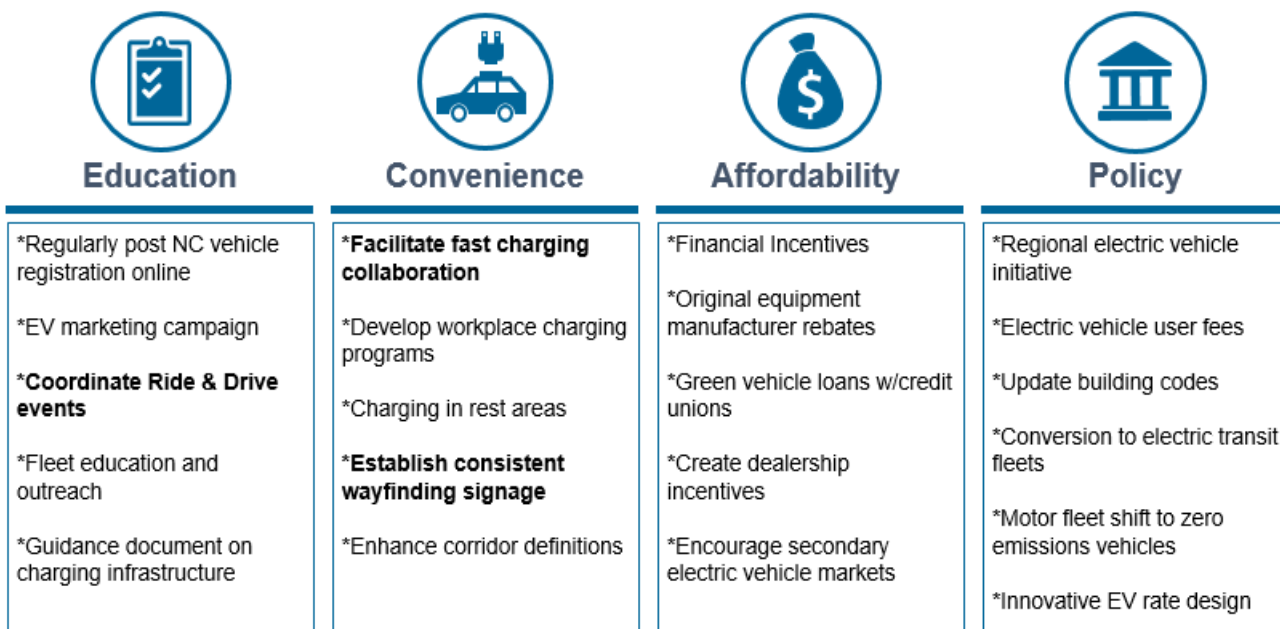 Education
*Regularly post NC vehicle
registration online
*EV marketing campaign
*Coordinate Ride & Drive
events
*Fleet education and
outreach
*Guidance document on
charging infrastructure
Convenience
*Facilitate fast charging
collaboration
*Develop workplace charging
programs
*Charging in rest areas
*Establish consistent
wayfinding signage
*Enhance corridor definitions
$
Affordability
*Financial Incentives
*Original equipment
manufacturer rebates
*Green vehicle loans w/credit
unions
*Create dealership
incentives
*Encourage secondary
electric vehicle markets
Policy
*Regional electric vehicle
initiative
*Electric vehicle user fees
*Update building codes
*Conversion to electric transit
fleets
*Motor fleet shift to zero
emissions vehicles
*Innovative EV rate design